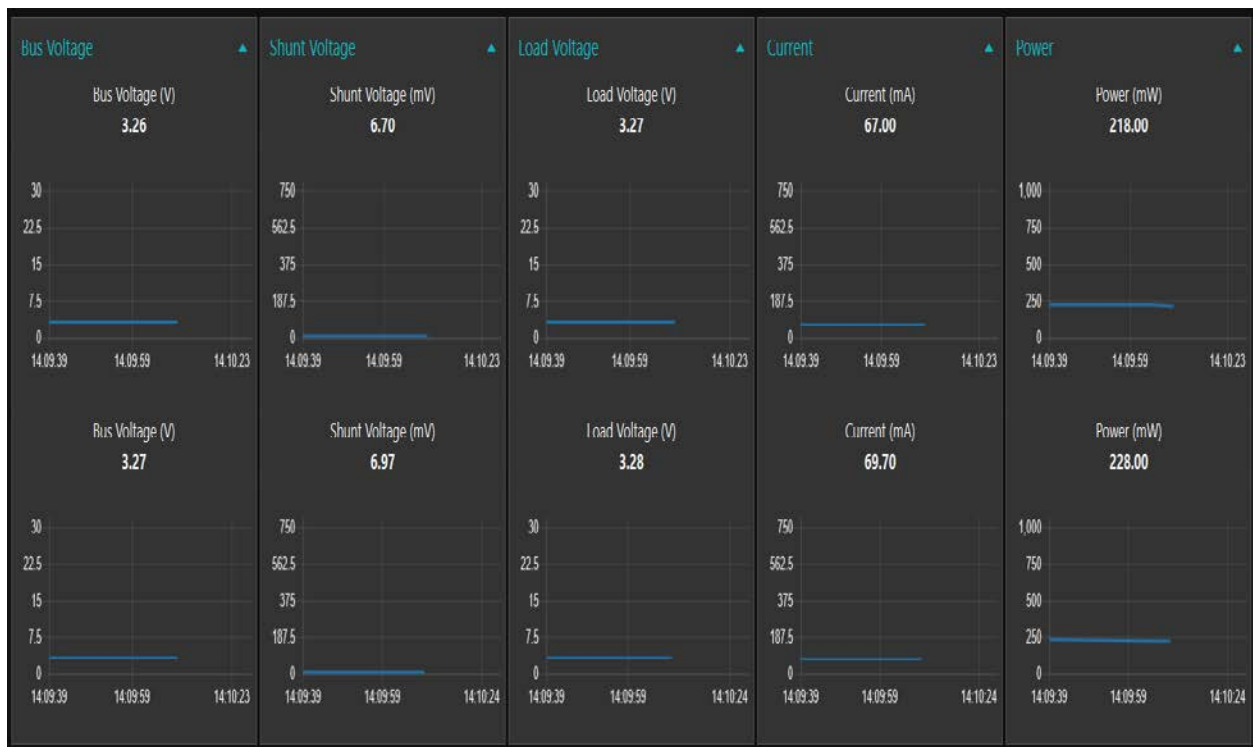 Bus Voltage ▲
Bus Voltage (V)
3.26
30
22.5
15
7.5
0
14:09:39 14:09:59 14:10:23
Bus Voltage (V)
3.27
30
22.5
15
7.5
0
14:09:39 14:09:59 14:10:23
Shunt Voltage ▲
Shunt Voltage (mV)
6.70
750
562.5
375
187.5
0
14:09:39 14:09:59 14:10:23
Shunt Voltage (mV)
6.97
750
562.5
375
187.5
0
14:09:39 14:09:59 14:10:24
Load Voltage ▲
Load Voltage (V)
3.27
30
22.5
15
7.5
0
14:09:39 14:09:59 14:10:23
Load Voltage (V)
3.28
30
22.5
15
7.5
0
14:09:39 14:09:59 14:10:24
Current ▲
Current (mA)
67.00
750
562.5
375
187.5
0
14:09:39 14:09:59 14:10:23
Current (mA)
69.70
750
562.5
375
187.5
0
14:09:39 14:09:59 14:10:24
Power ▲
Power (mW)
218.00
1,000
750
500
250
0
14:09:39 14:09:59 14:10:23
Power (mW)
228.00
1,000
750
500
250
0
14:09:39 14:09:59 14:10:24